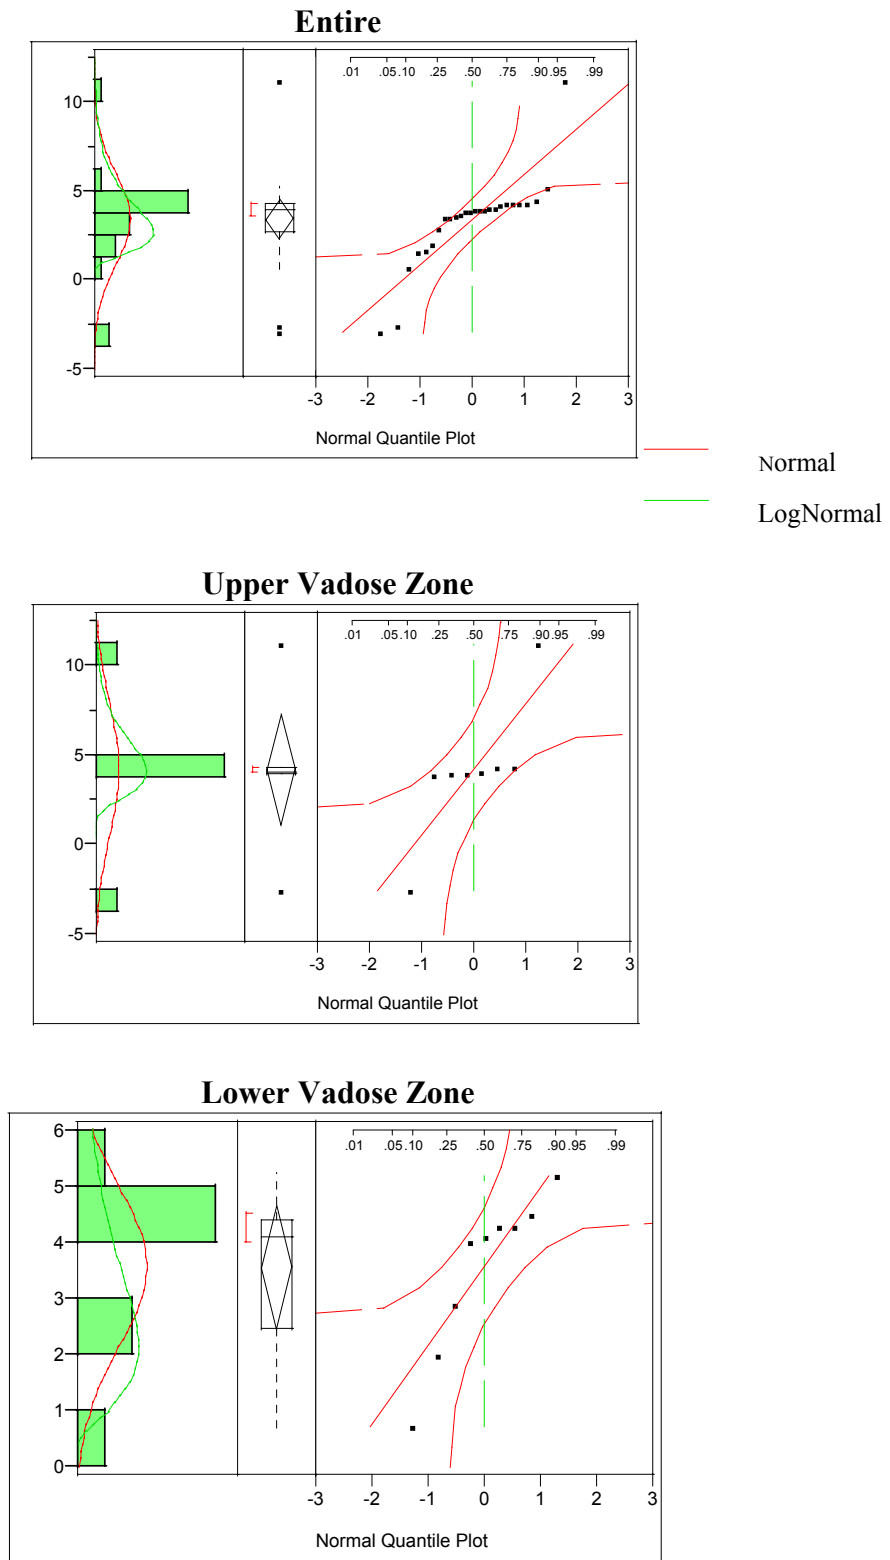 Entire
.01 .05 .10 .25 .50 .75 .90 .95 .99
10
5
0
-5
-3 -2 -1 0 1 2 3
Normal Quantile Plot
Normal
LogNormal
Upper Vadose Zone
.01 .05 .10 .25 .50 .75 .90 .95 .99
10
5
0
-5
-3 -2 -1 0 1 2 3
Normal Quantile Plot
Lower Vadose Zone
.01 .05 .10 .25 .50 .75 .90 .95 .99
6
5
4
3
2
1
0
-3 -2 -1 0 1 2 3
Normal Quantile Plot